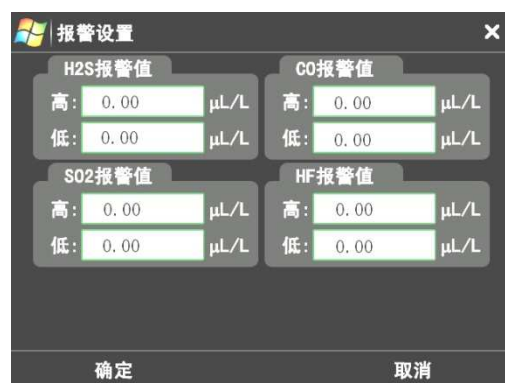 报警设置 ×
H2S报警值
高: 0.00 μL/L
低: 0.00 μL/L
CO报警值
高: 0.00 μL/L
低: 0.00 μL/L
SO2报警值
高: 0.00 μL/L
低: 0.00 μL/L
HF报警值
高: 0.00 μL/L
低: 0.00 μL/L
确定 取消